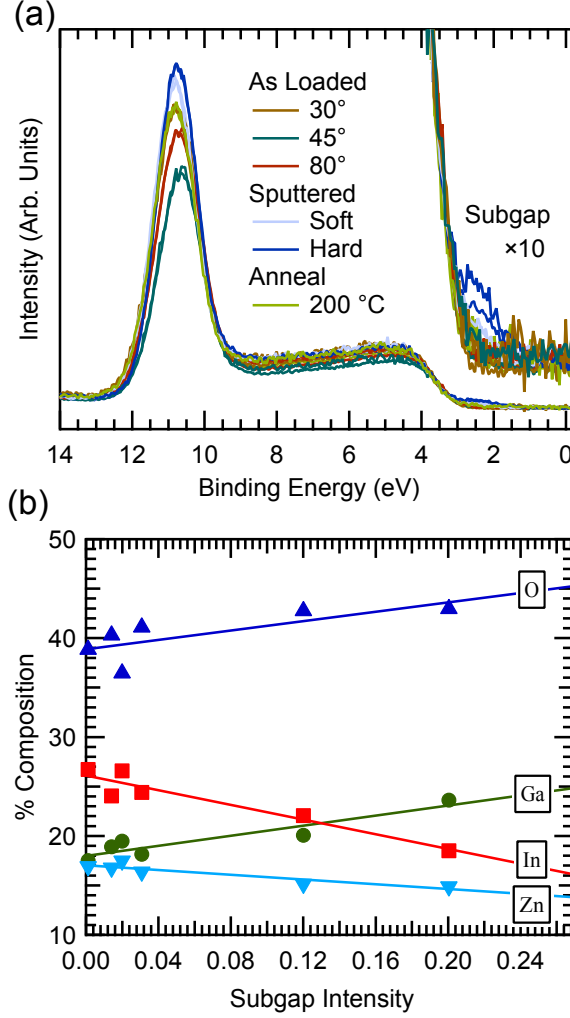 (a)
Intensity (Arb. Units)
As Loaded
30°
45°
80°
Sputtered
Soft
Hard
Anneal
200 °C
Subgap
×10
14 12 10 8 6 4 2 0
Binding Energy (eV)
(b)
% Composition
50
40
30
20
10
O
Ga
In
Zn
0.00 0.04 0.08 0.12 0.16 0.20 0.24
Subgap Intensity